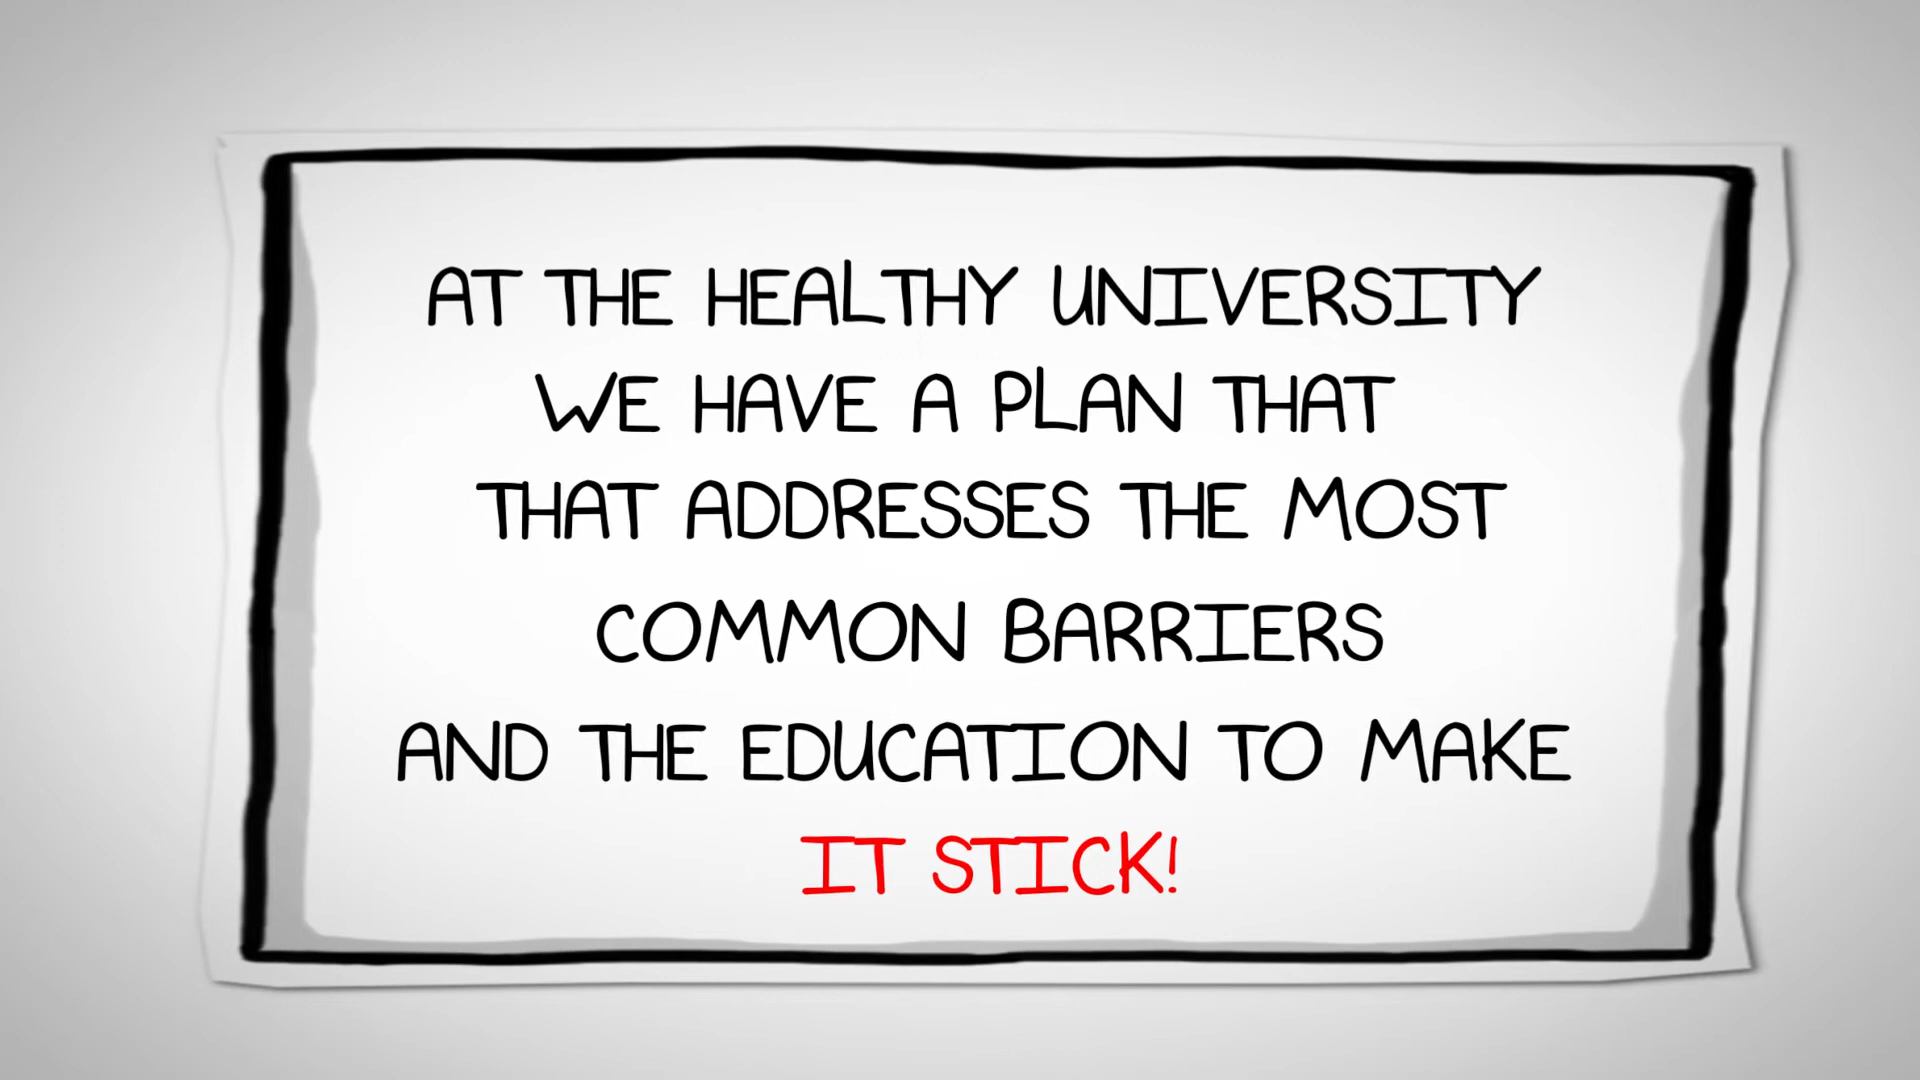 AT THE HEALTHY UNIVERSITY
WE HAVE A PLAN THAT
THAT ADDRESSES THE MOST
COMMON BARRIERS
AND THE EDUCATION TO MAKE
IT STICK!